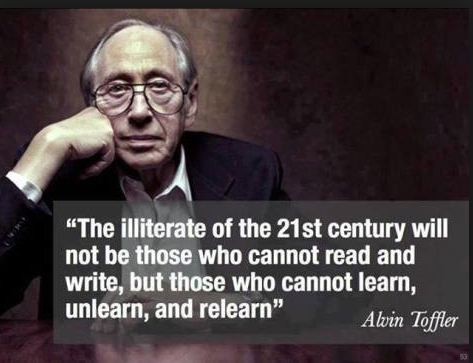 “The illiterate of the 21st century will
not be those who cannot read and
write, but those who cannot learn,
unlearn, and relearn”
Alvin Toffler